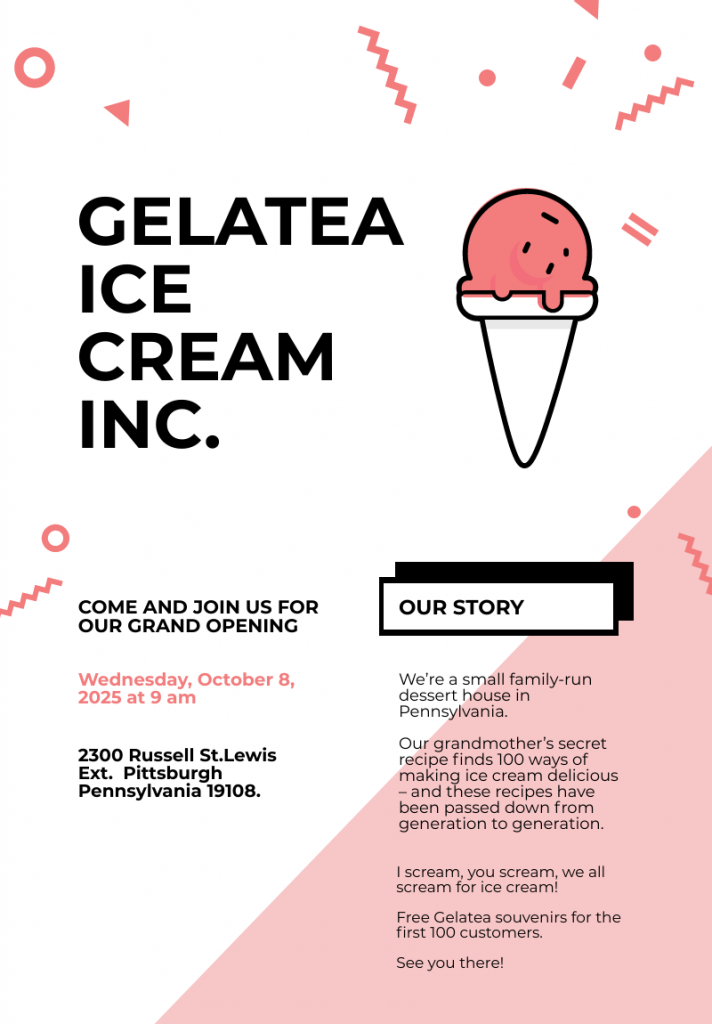 GELATEA
ICE
CREAM
INC.
COME AND JOIN US FOR
OUR GRAND OPENING
Wednesday, October 8,
2025 at 9 am
2300 Russell St.Lewis
Ext.  Pittsburgh
Pennsylvania 19108.
OUR STORY
We’re a small family-run
dessert house in
Pennsylvania.
Our grandmother’s secret
recipe finds 100 ways of
making ice cream delicious
– and these recipes have
been passed down from
generation to generation.
I scream, you scream, we all
scream for ice cream!
Free Gelatea souvenirs for the
first 100 customers.
See you there!